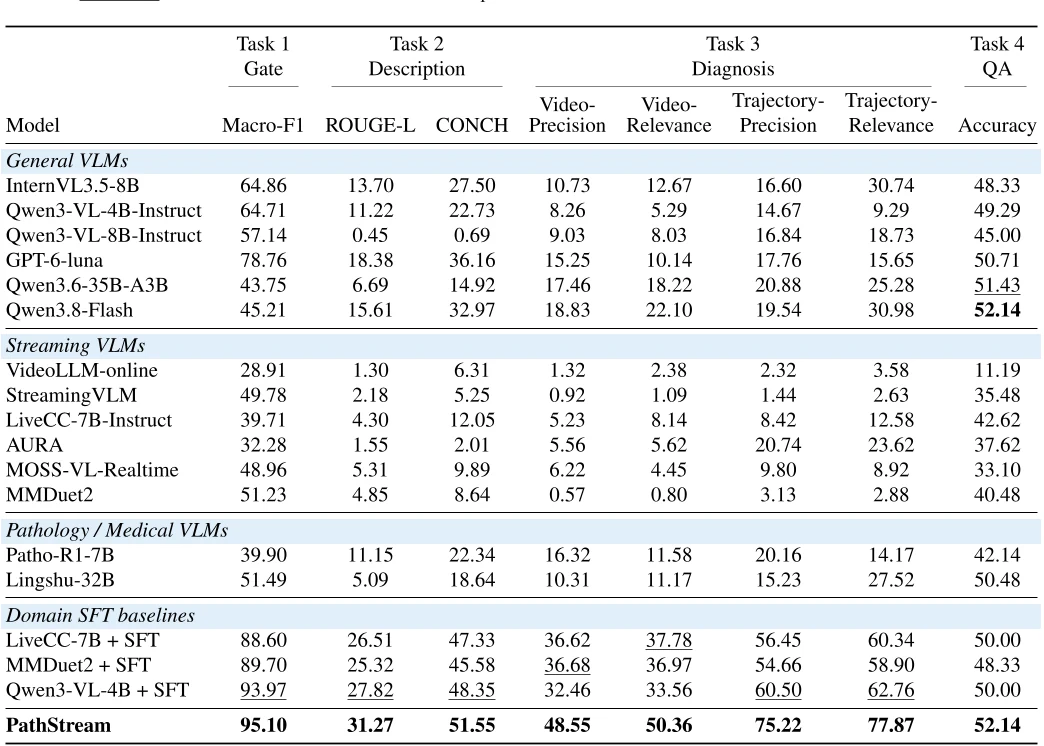 Task 1 Task 2 Task 3 Task 4
Gate Description Diagnosis QA
Video- Video- Trajectory- Trajectory-
Model Macro-F1 ROUGE-L CONCH Precision Relevance Precision Relevance Accuracy
General VLMs
InternVL3.5-8B 64.86 13.70 27.50 10.73 12.67 16.60 30.74 48.33
Qwen3-VL-4B-Instruct 64.71 11.22 22.73 8.26 5.29 14.67 9.29 49.29
Qwen3-VL-8B-Instruct 57.14 0.45 0.69 9.03 8.03 16.84 18.73 45.00
GPT-6-luna 78.76 18.38 36.16 15.25 10.14 17.76 15.65 50.71
Qwen3.6-35B-A3B 43.75 6.69 14.92 17.46 18.22 20.88 25.28 51.43
Qwen3.8-Flash 45.21 15.61 32.97 18.83 22.10 19.54 30.98 52.14
Streaming VLMs
VideoLLM-online 28.91 1.30 6.31 1.32 2.38 2.32 3.58 11.19
StreamingVLM 49.78 2.18 5.25 0.92 1.09 1.44 2.63 35.48
LiveCC-7B-Instruct 39.71 4.30 12.05 5.23 8.14 8.42 12.58 42.62
AURA 32.28 1.55 2.01 5.56 5.62 20.74 23.62 37.62
MOSS-VL-Realtime 48.96 5.31 9.89 6.22 4.45 9.80 8.92 33.10
MMDuet2 51.23 4.85 8.64 0.57 0.80 3.13 2.88 40.48
Pathology / Medical VLMs
Patho-R1-7B 39.90 11.15 22.34 16.32 11.58 20.16 14.17 42.14
Lingshu-32B 51.49 5.09 18.64 10.31 11.17 15.23 27.52 50.48
Domain SFT baselines
LiveCC-7B + SFT 88.60 26.51 47.33 36.62 37.78 56.45 60.34 50.00
MMDuet2 + SFT 89.70 25.32 45.58 36.68 36.97 54.66 58.90 48.33
Qwen3-VL-4B + SFT 93.97 27.82 48.35 32.46 33.56 60.50 62.76 50.00
PathStream 95.10 31.27 51.55 48.55 50.36 75.22 77.87 52.14